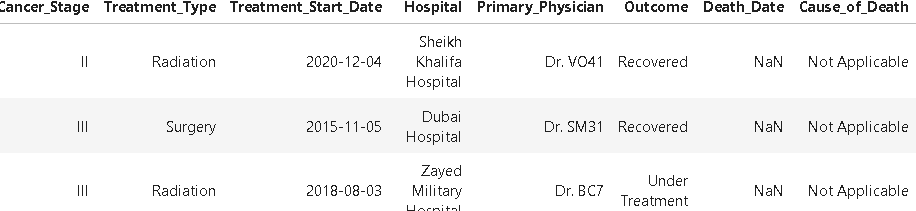 Cancer_Stage Treatment_Type Treatment_Start_Date Hospital Primary_Physician Outcome Death_Date Cause_of_Death
II Radiation 2020-12-04 Sheikh Khalifa Hospital Dr. VO41 Recovered NaN Not Applicable
III Surgery 2015-11-05 Dubai Hospital Dr. SM31 Recovered NaN Not Applicable
III Radiation 2018-08-03 Zayed Military Hospital Dr. BC7 Under Treatment NaN Not Applicable